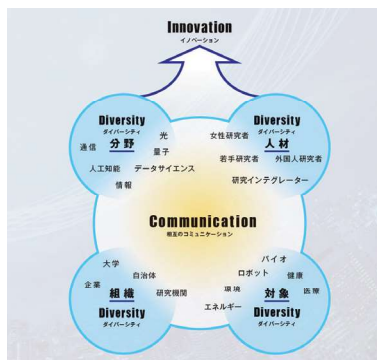 Innovation
イノベーション
Diversity
ダイバーシティ
分野
通信
光
量子
人工知能
データサイエンス
情報
Diversity
ダイバーシティ
人材
女性研究者
若手研究者
外国人研究者
研究インテグレーター
Communication
相互のコミュニケーション
大学
企業
自治体
組織
研究機関
Diversity
ダイバーシティ
バイオ
ロボット
健康
環境
対象
医療
エネルギー
Diversity
ダイバーシティ